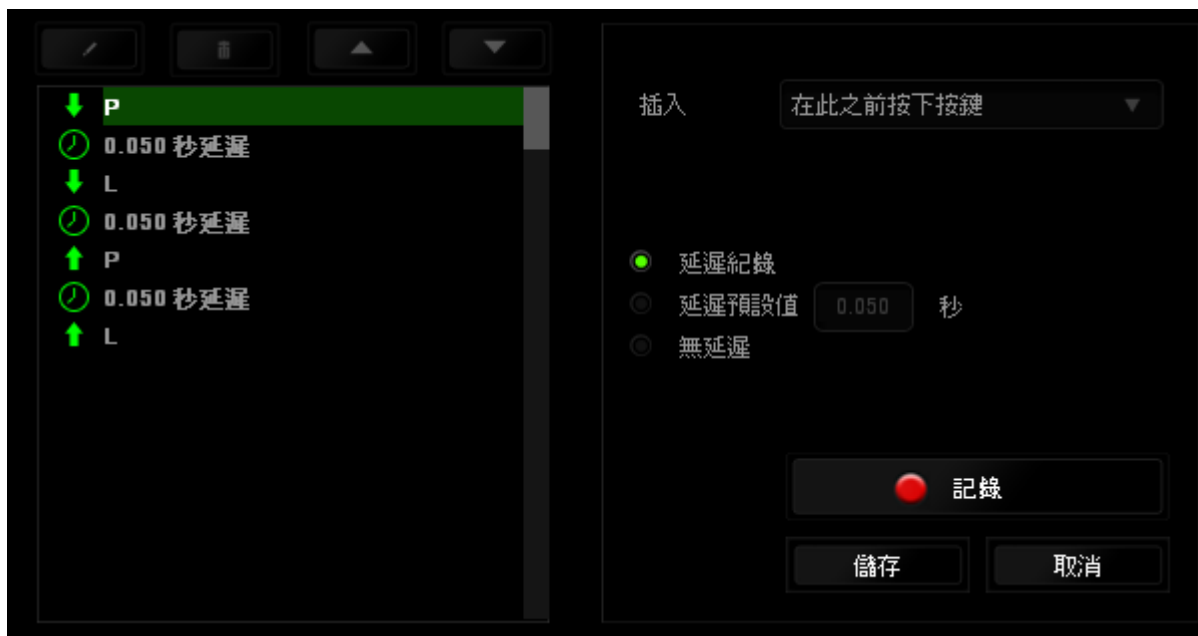 P
0.050 秒延遲
L
0.050 秒延遲
P
0.050 秒延遲
L
插入 在此之前按下按鍵
延遲紀錄
延遲預設值 0.050 秒
無延遲
記錄
儲存 取消